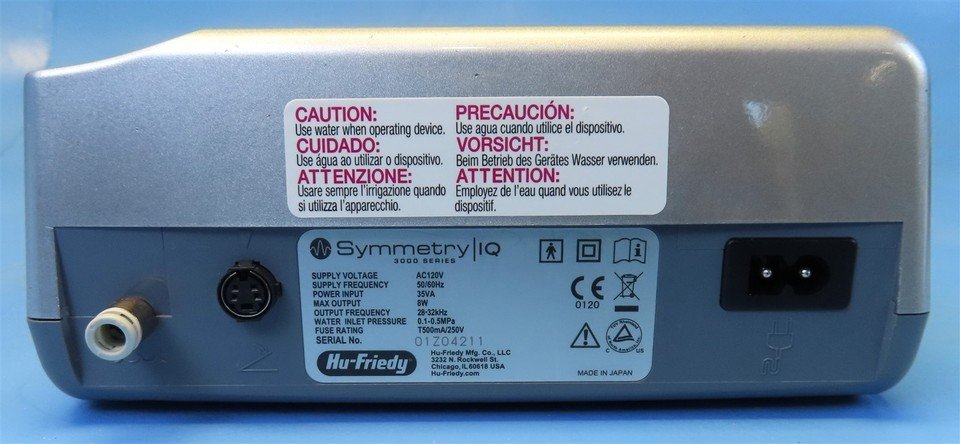 CAUTION:
Use water when operating device.
CUIDADO:
Use água ao utilizar o dispositivo.
ATTENZIONE:
Usare sempre l'irrigazione quando
si utilizza l'apparecchio.
PRECAUCIÓN:
Use agua cuando utilice el dispositivo.
VORSICHT:
Beim Betrieb des Gerätes Wasser verwenden.
ATTENTION:
Employez de l'eau quand vous utilisez le
dispositif.
Symmetry|IQ
3000 SERIES
SUPPLY VOLTAGE AC120V
SUPPLY FREQUENCY 50/60Hz
POWER INPUT 35VA
MAX OUTPUT 8W
OUTPUT FREQUENCY 28-32kHz
WATER INLET PRESSURE 0.1-0.5MPa
FUSE RATING T500mA/250V
SERIAL No. 01Z04211
Hu-Friedy
Hu-Friedy Mfg. Co., LLC
3232 N. Rockwell St.
Chicago, IL 60618 USA
Hu-Friedy.com
CE
0120
C US
MADE IN JAPAN